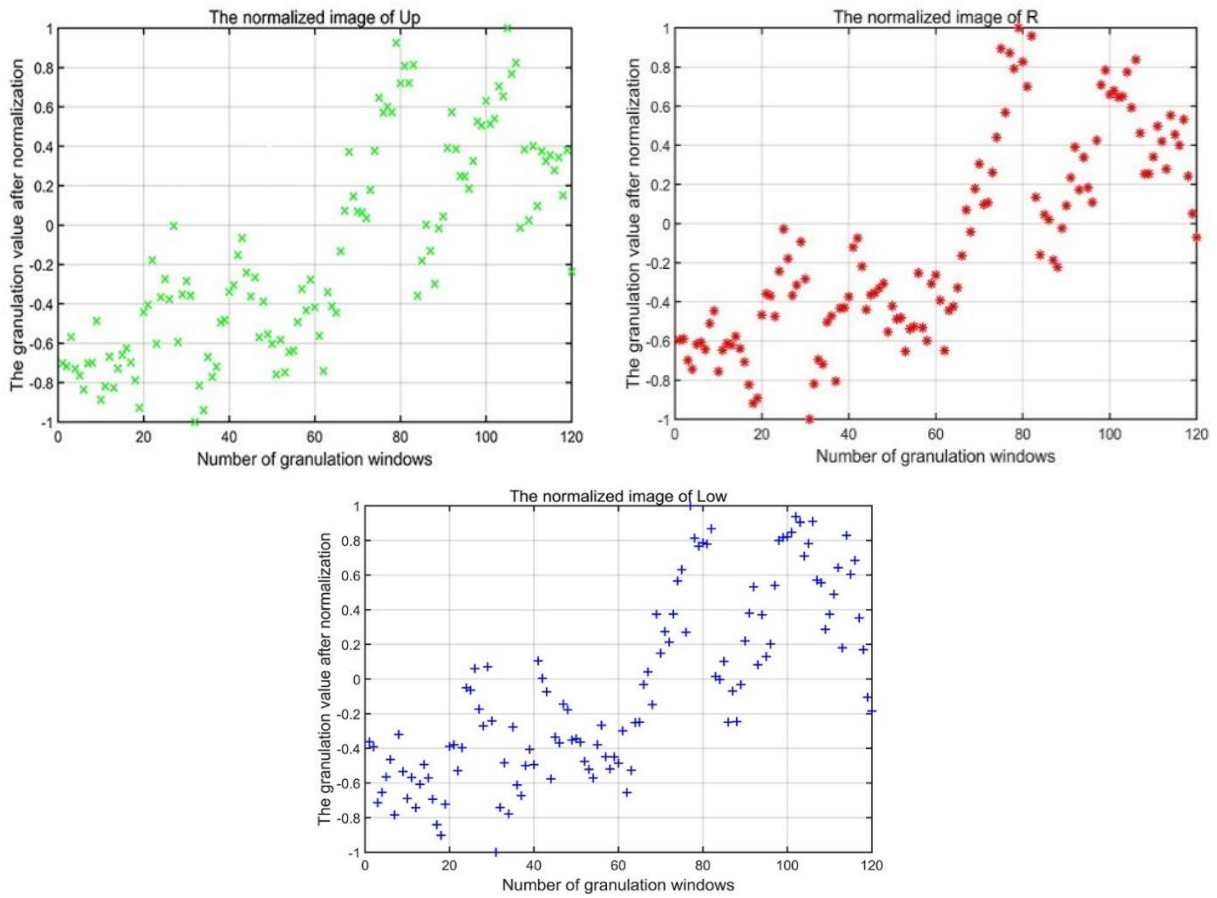 The normalized image of Up
The granulation value after normalization
1
0.8
0.6
0.4
0.2
0
-0.2
-0.4
-0.6
-0.8
-1
0 20 40 60 80 100 120
Number of granulation windows
The normalized image of R
The granulation value after normalization
1
0.8
0.6
0.4
0.2
0
-0.2
-0.4
-0.6
-0.8
-1
0 20 40 60 80 100 120
Number of granulation windows
The normalized image of Low
The granulation value after normalization
1
0.8
0.6
0.4
0.2
0
-0.2
-0.4
-0.6
-0.8
-1
0 20 40 60 80 100 120
Number of granulation windows